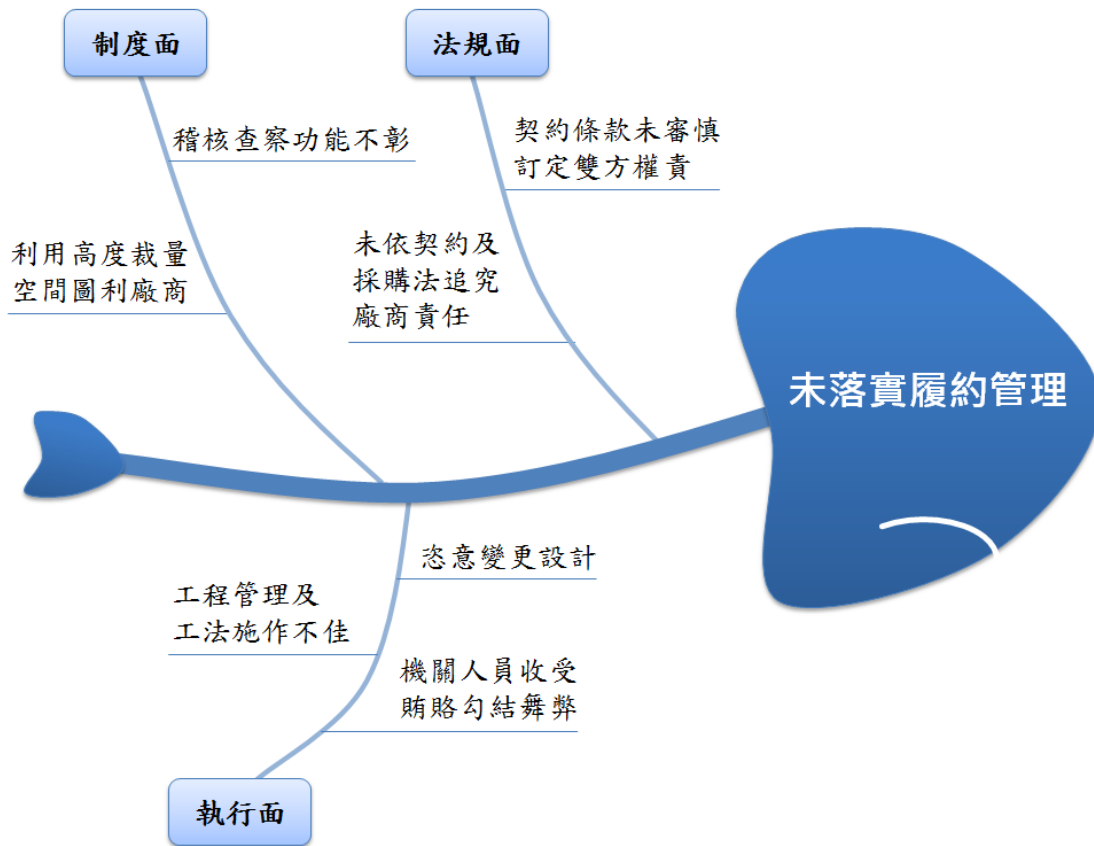 制度面
法規面
稽核查察功能不彰
利用高度裁量
空間圖利廠商
契約條款未審慎
訂定雙方權責
未依契約及
採購法追究
廠商責任
未落實履約管理
恣意變更設計
工程管理及
工法施作不佳
機關人員收受
賄賂勾結舞弊
執行面